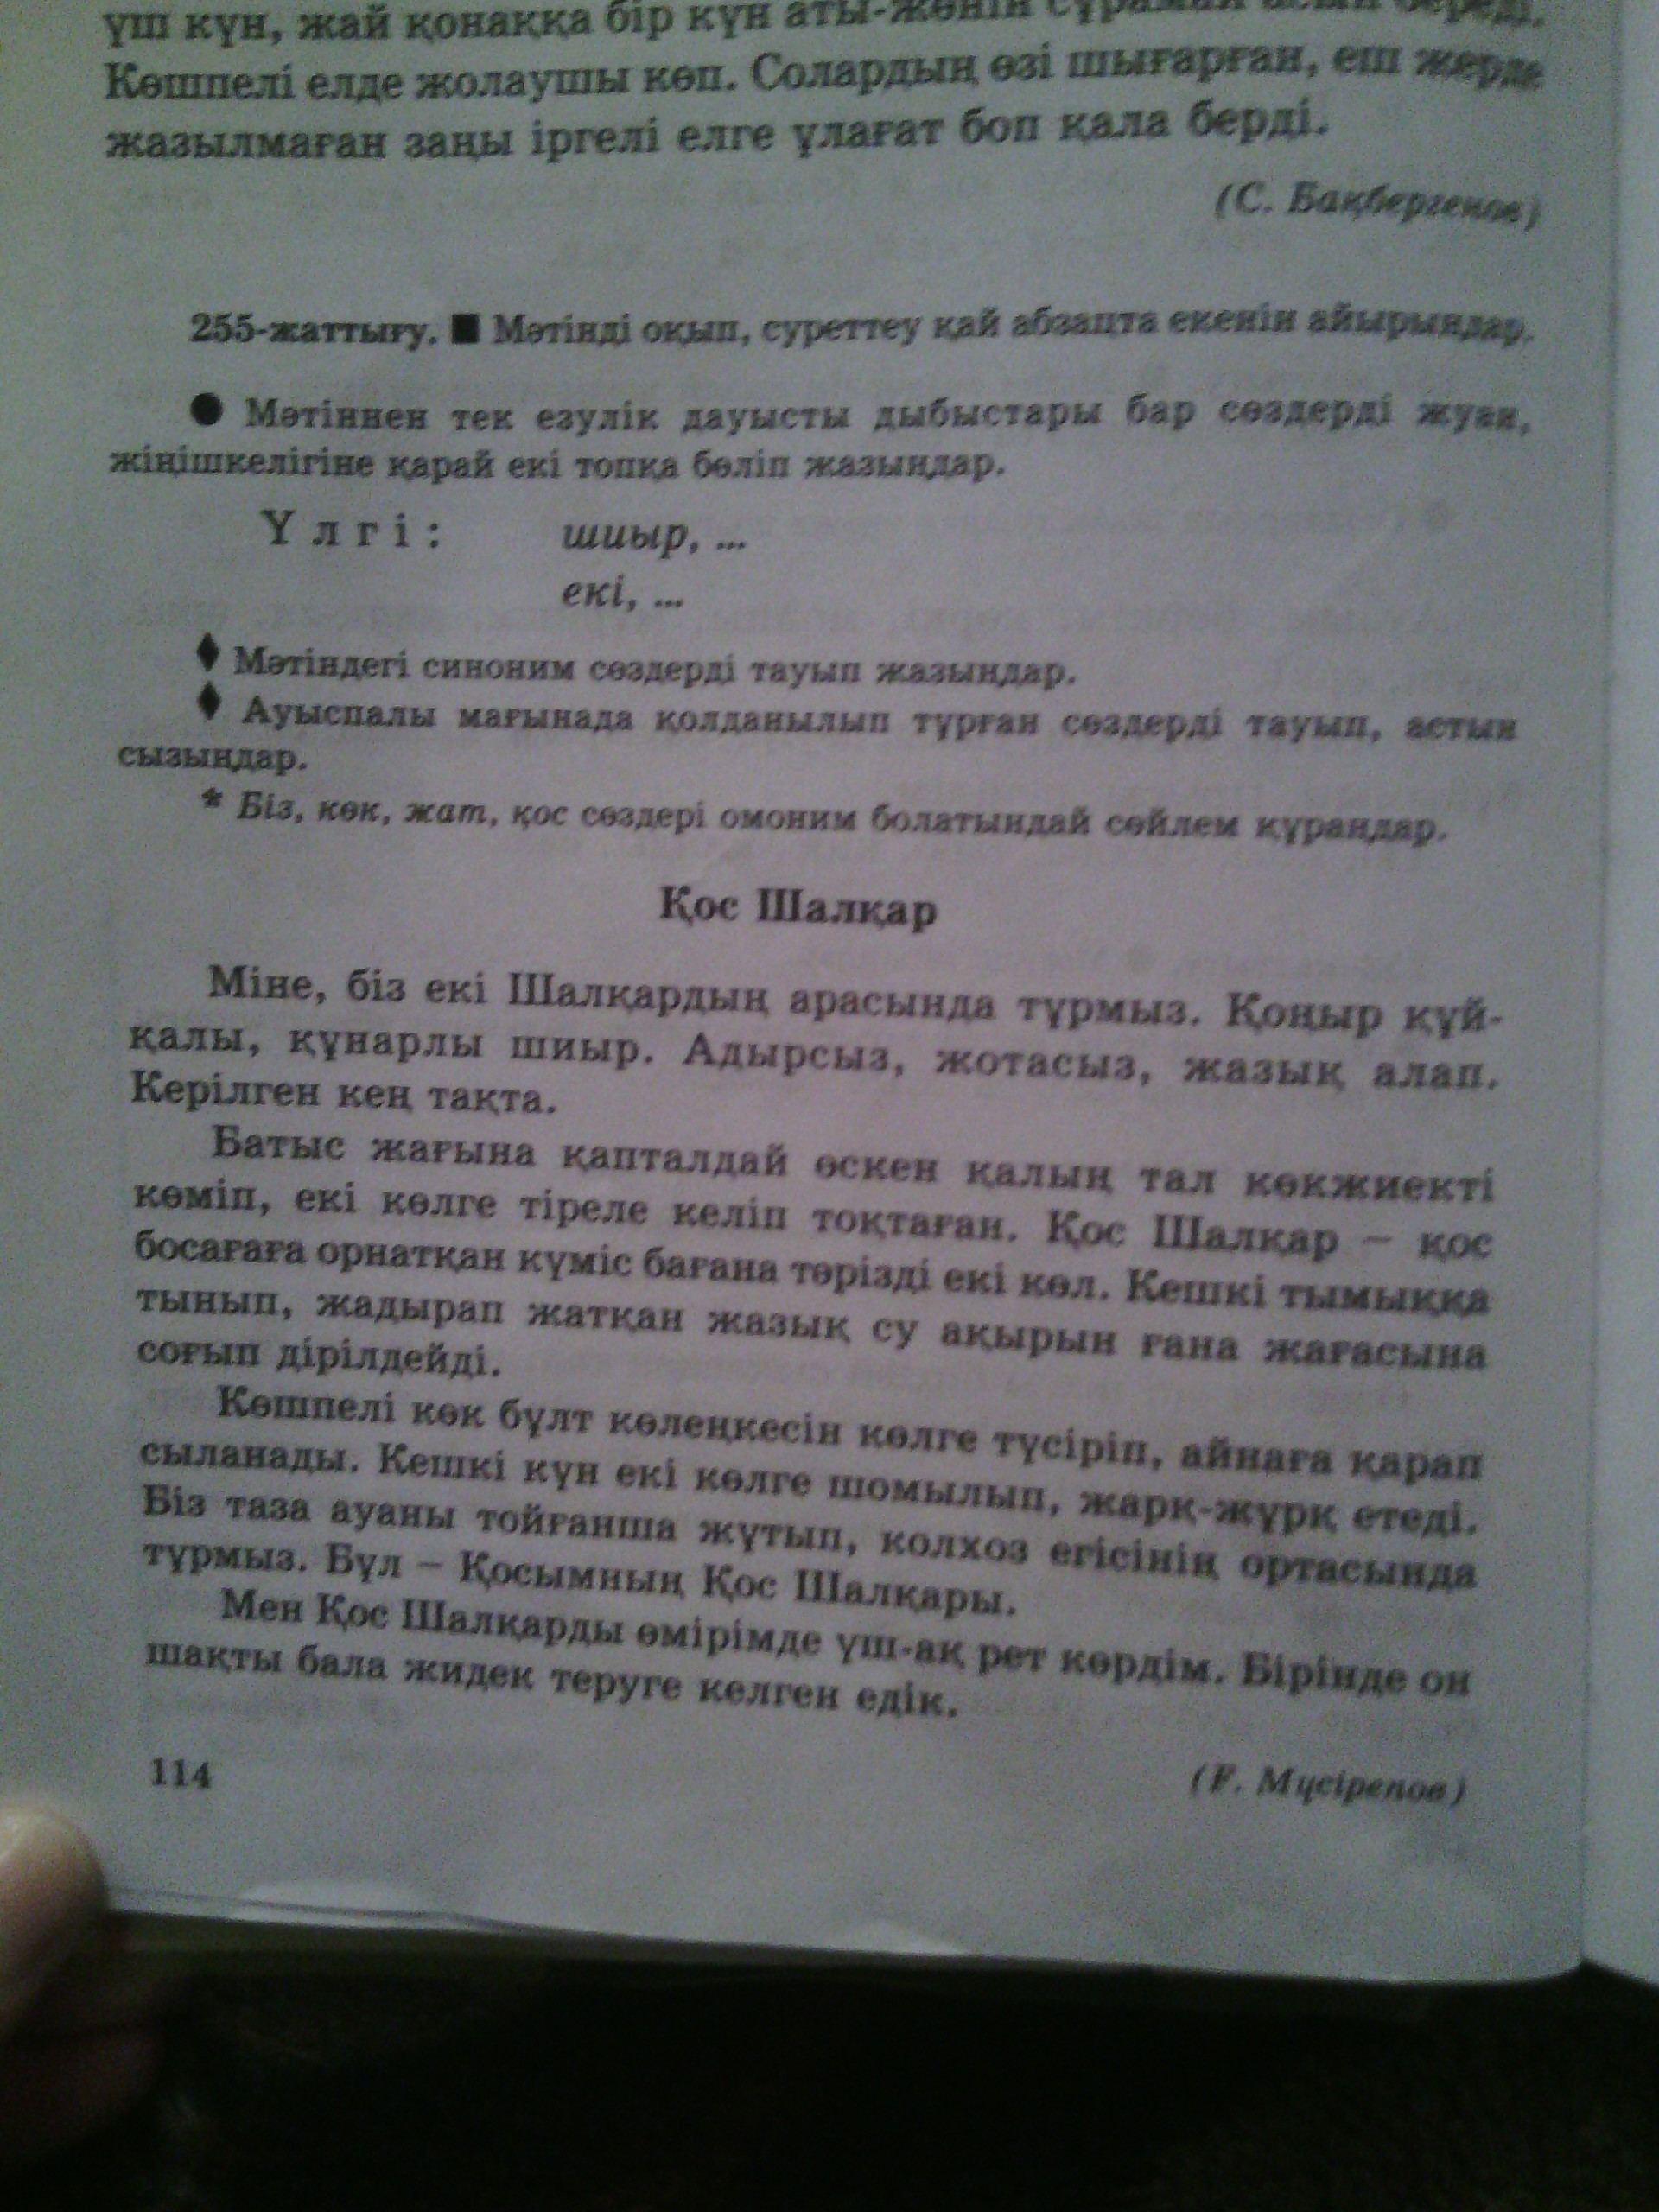 үш күн, жай қонаққа бір күн аты-жөнін сұрамай асын береді.
Көшпелі елде жолаушы көп. Солардың өзі шығарған, еш жерде
жазылмаған заңы іргелі елге ұлағат боп қала берді.
(С. Бақбергенов)
255-жаттығу. ■ Мәтінді оқып, суреттеу қай абзацта екенін айырыңдар.
● Мәтіннен тек езулік дауысты дыбыстары бар сөздерді жуан,
жіңішкелігіне қарай екі топқа бөліп жазыңдар.
Үлгі: шиыр, ...
екі, ...
♦ Мәтіндегі синоним сөздерді тауып жазыңдар.
♦ Ауыспалы мағынада қолданылып тұрған сөздерді тауып, астын
сызыңдар.
* Біз, көк, жат, қос сөздері омоним болатындай сөйлем құраңдар.
Қос Шалқар
Міне, біз екі Шалқардың арасында тұрмыз. Қоңыр құй-
қалы, құнарлы шиыр. Адырсыз, жотасыз, жазық алап.
Керілген кең тақта.
Батыс жағына қапталдай өскен қалың тал көкжиекті
көміп, екі көлге тіреле келіп тоқтаған. Қос Шалқар – қос
босағаға орнатқан күміс бағана тәрізді екі көл. Кешкі тымыққа
тынып, жадырап жатқан жазық су ақырын ғана жағасына
соғып дірілдейді.
Көшпелі көк бұлт көлеңкесін көлге түсіріп, айнаға қарап
сыланады. Кешкі күн екі көлге шомылып, жарқ-жұрқ етеді.
Біз таза ауаны тойғанша жұтып, колхоз егісінің ортасында
тұрмыз. Бұл – Қосымның Қос Шалқары.
Мен Қос Шалқарды өмірімде үш-ақ рет көрдім. Бірінде он
шақты бала жидек теруге келген едік.
114
(Ғ. Мүсірепов)